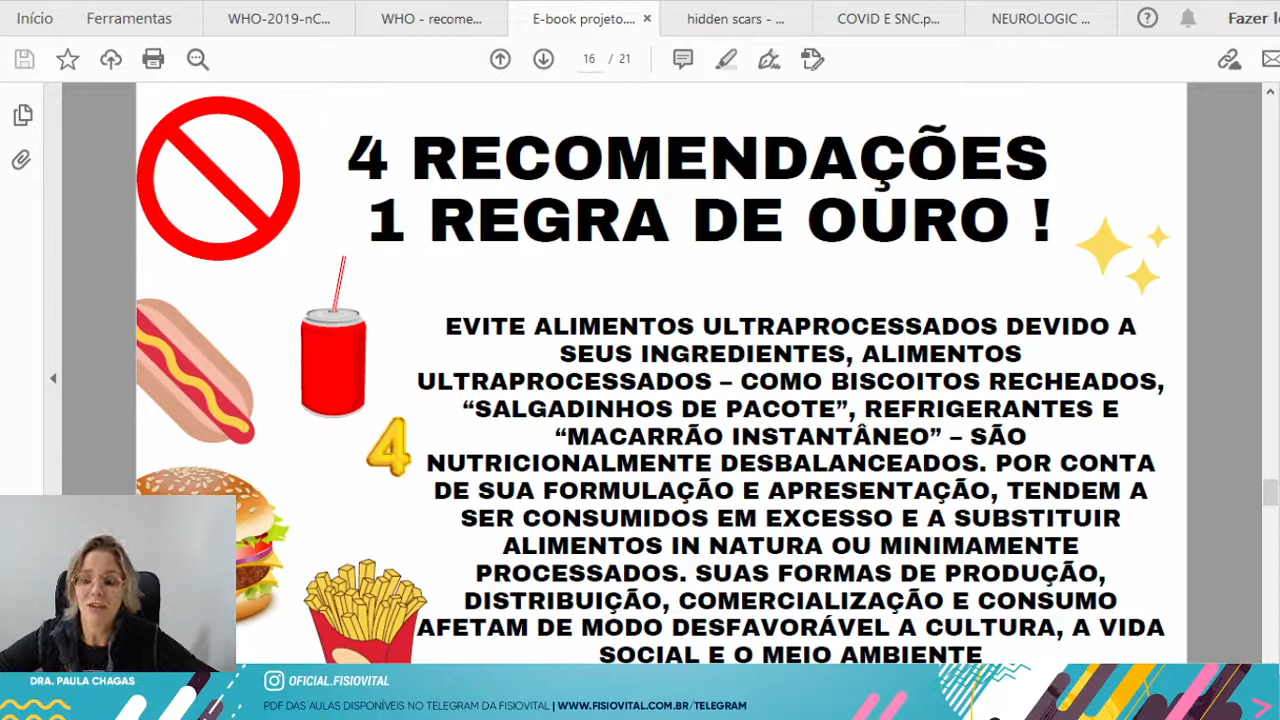 Início Ferramentas WHO-2019-nC... WHO - recome... E-book projeto.... × hidden scars - ... COVID E SNC.p... NEUROLOGIC ... Fazer lo
16 / 21
4 RECOMENDAÇÕES
1 REGRA DE OURO !
EVITE ALIMENTOS ULTRAPROCESSADOS DEVIDO A
SEUS INGREDIENTES, ALIMENTOS
ULTRAPROCESSADOS – COMO BISCOITOS RECHEADOS,
“SALGADINHOS DE PACOTE”, REFRIGERANTES E
“MACARRÃO INSTANTÂNEO” – SÃO
4
NUTRICIONALMENTE DESBALANCEADOS. POR CONTA
DE SUA FORMULAÇÃO E APRESENTAÇÃO, TENDEM A
SER CONSUMIDOS EM EXCESSO E A SUBSTITUIR
ALIMENTOS IN NATURA OU MINIMAMENTE
PROCESSADOS. SUAS FORMAS DE PRODUÇÃO,
DISTRIBUIÇÃO, COMERCIALIZAÇÃO E CONSUMO
AFETAM DE MODO DESFAVORÁVEL A CULTURA, A VIDA
SOCIAL E O MEIO AMBIENTE
DRA. PAULA CHAGAS
OFICIAL.FISIOVITAL
PDF DAS AULAS DISPONÍVEIS NO TELEGRAM DA FISIOVITAL | WWW.FISIOVITAL.COM.BR/TELEGRAM